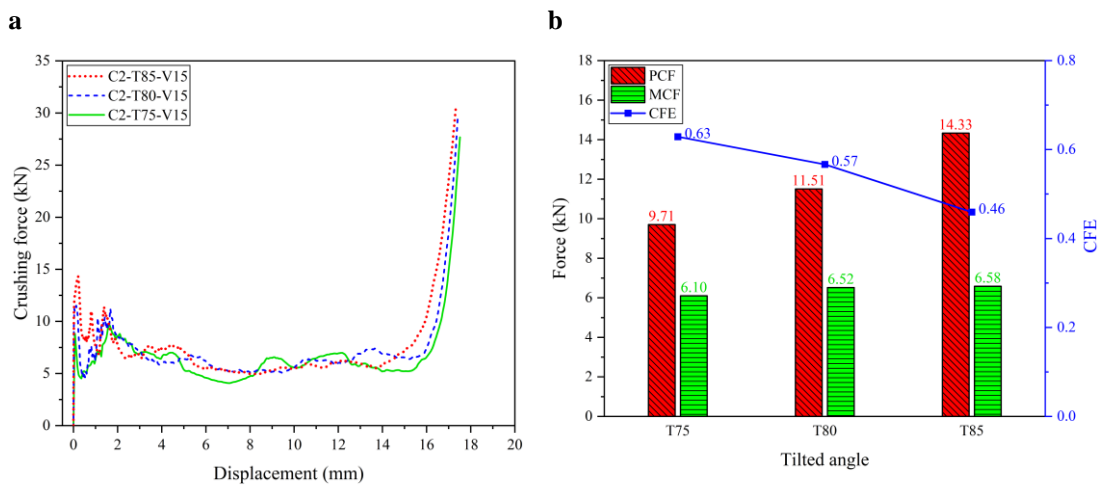 a
35
30
25
20
15
10
5
0
Crushing force (kN)
C2-T85-V15
C2-T80-V15
C2-T75-V15
0 2 4 6 8 10 12 14 16 18 20
Displacement (mm)
b
18
16
14
12
10
8
6
4
2
0
Force (kN)
PCF
MCF
CFE
0.63
0.57
0.46
14.33
11.51
9.71
6.10
6.52
6.58
T75 T80 T85
Tilted angle
0.8
0.6
0.4
0.2
0.0
CFE